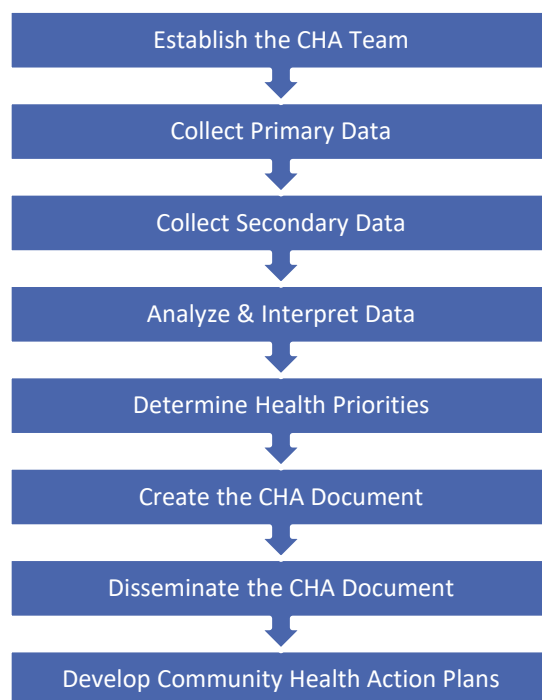 Establish the CHA Team
Collect Primary Data
Collect Secondary Data
Analyze & Interpret Data
Determine Health Priorities
Create the CHA Document
Disseminate the CHA Document
Develop Community Health Action Plans